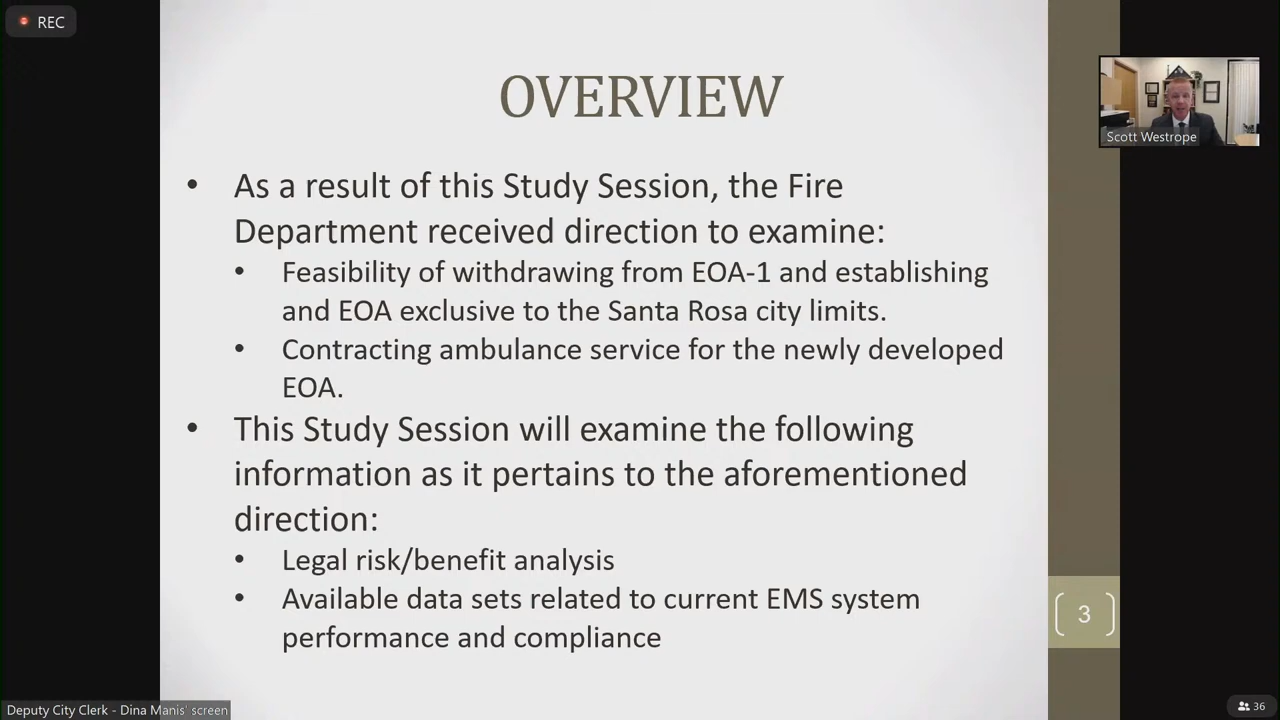 REC
OVERVIEW
• As a result of this Study Session, the Fire
Department received direction to examine:
• Feasibility of withdrawing from EOA-1 and establishing
and EOA exclusive to the Santa Rosa city limits.
• Contracting ambulance service for the newly developed
EOA.
• This Study Session will examine the following
information as it pertains to the aforementioned
direction:
• Legal risk/benefit analysis
• Available data sets related to current EMS system
performance and compliance
3
Scott Westrope
Deputy City Clerk - Dina Manis' screen
36